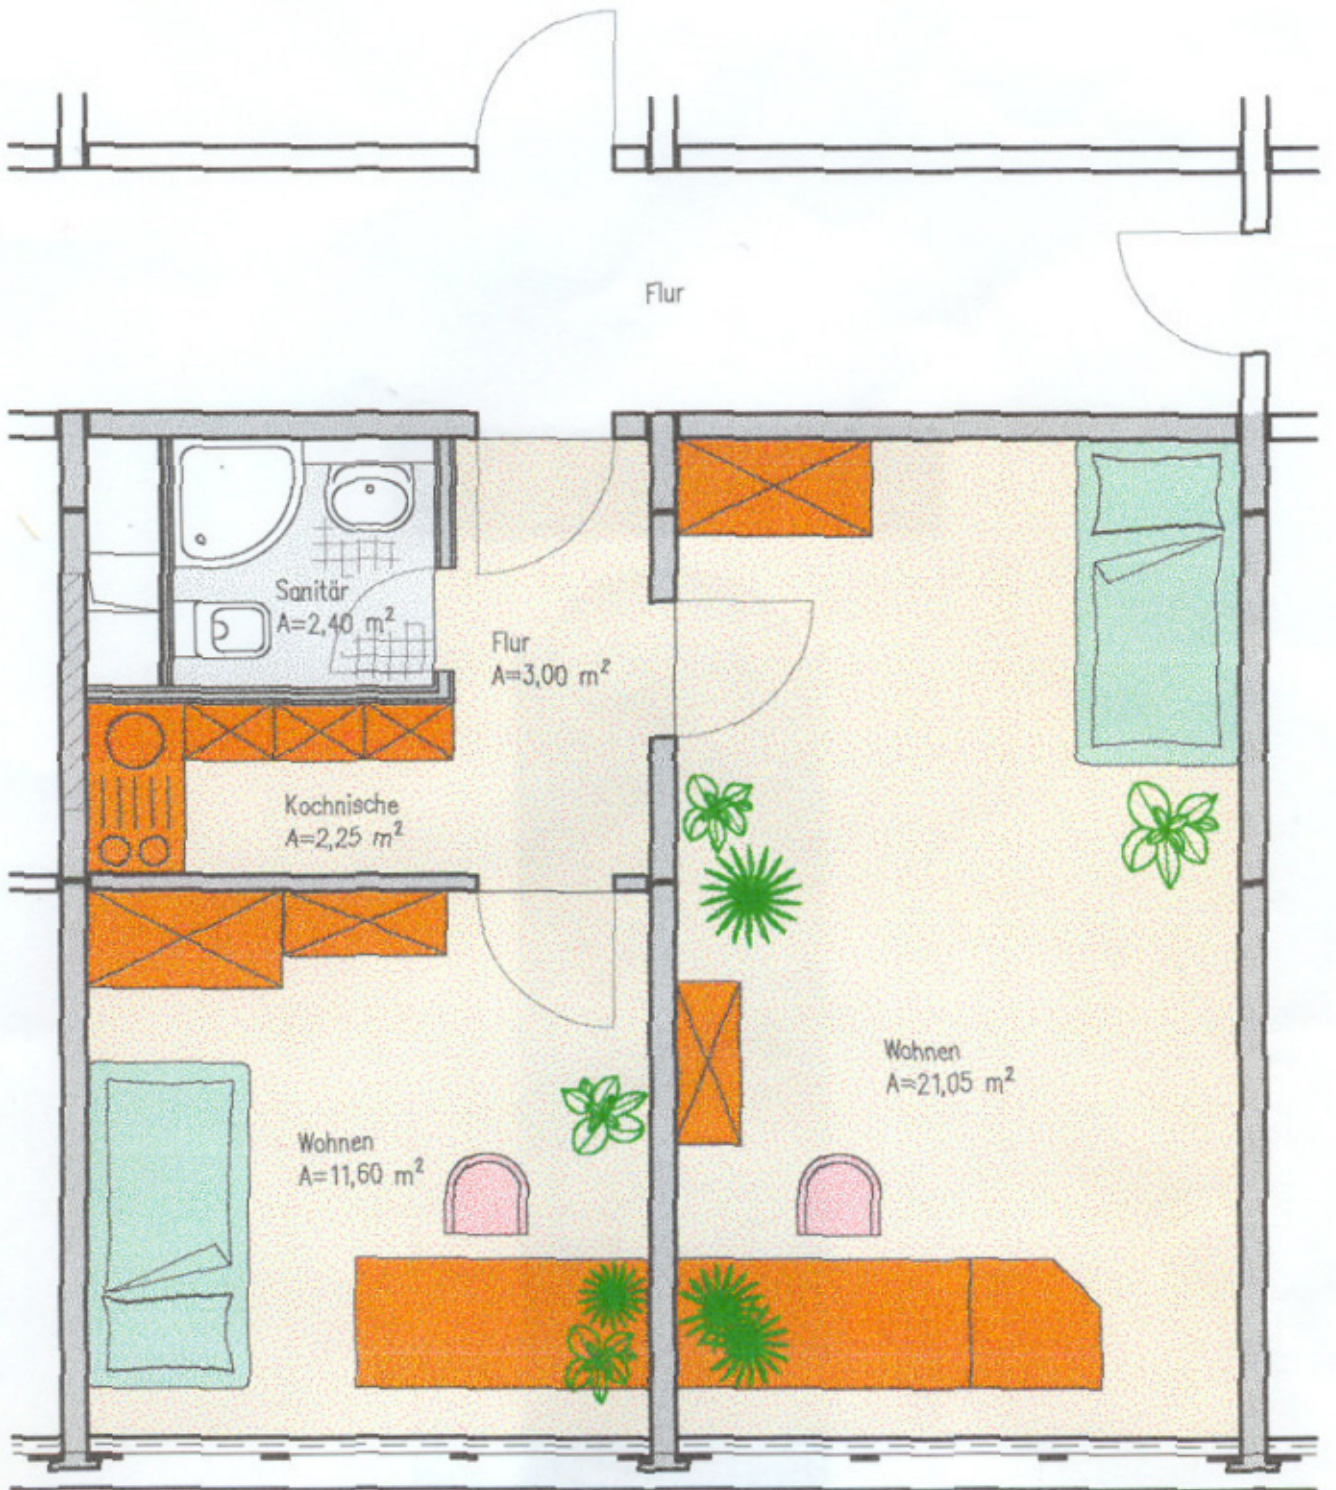 Flur
Sanitär
A=2,40 m²
Flur
A=3,00 m²
Kochnische
A=2,25 m²
Wohnen
A=21,05 m²
Wohnen
A=11,60 m²